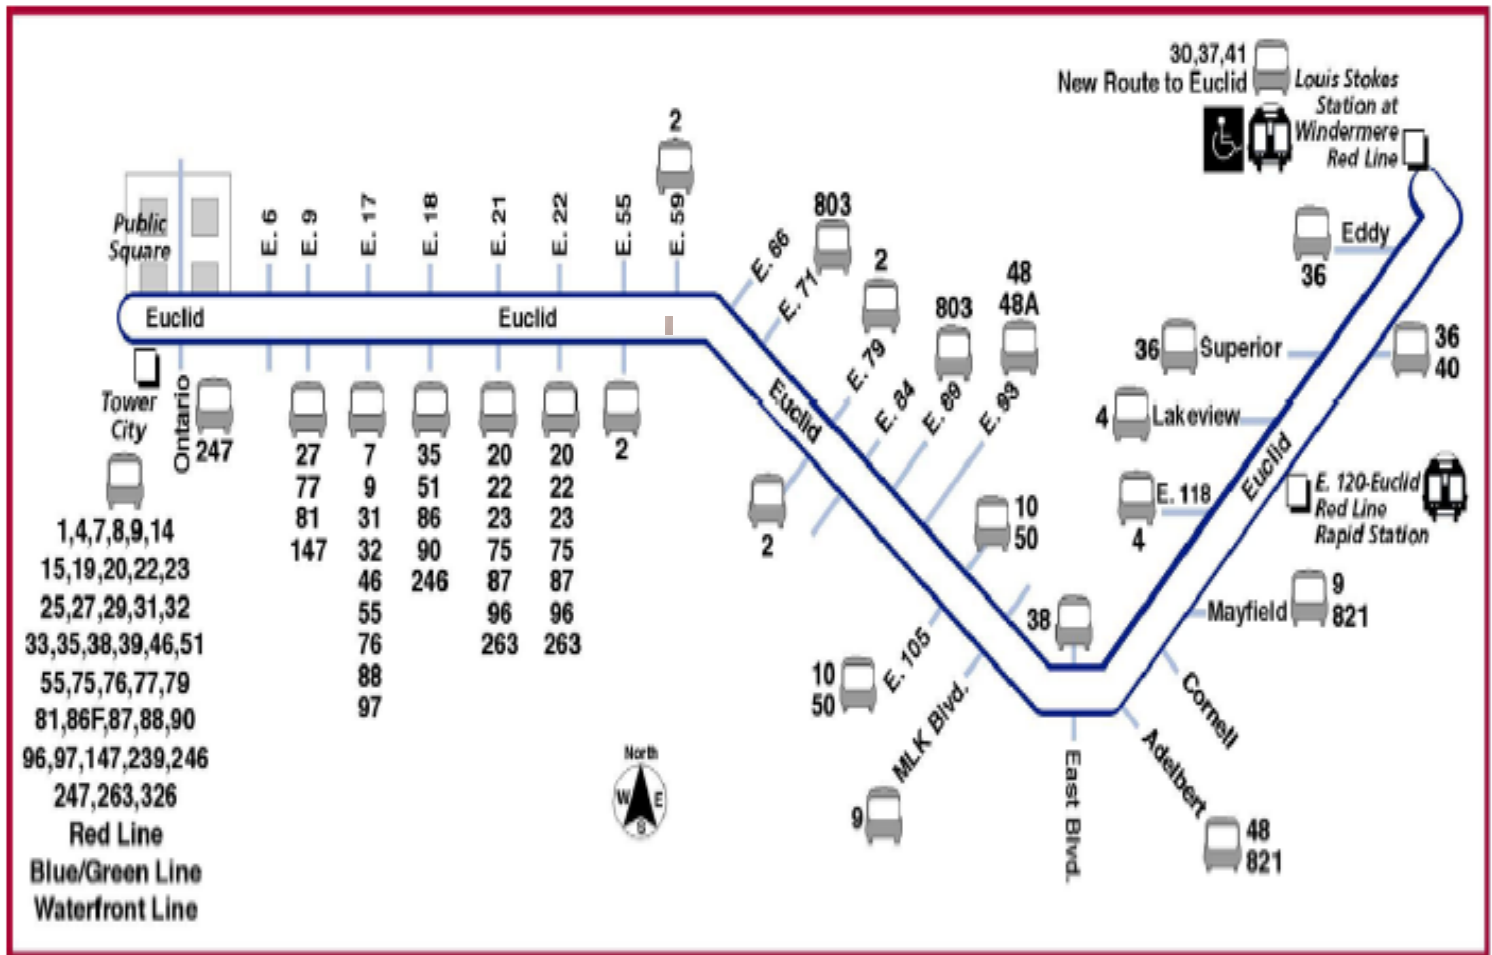 30,37,41
New Route to Euclid
Louis Stokes
Station at
Windermere
Red Line
2
Public
Square
E. 6
E. 9
E. 17
E. 18
E. 21
E. 22
E. 55
E. 59
E. 66
E. 71
803
2
E. 79
803
E. 84
E. 89
48
48A
E. 93
Eddy
36
Euclid
Euclid
Euclid
Tower
City
Ontario
247
27
77
81
147
7
9
31
32
46
55
76
88
97
35
51
86
90
246
20
22
23
75
87
96
263
20
22
23
75
87
96
263
2
2
36
Superior
36
40
4
Lakeview
Euclid
E. 118
4
E. 120-Euclid
Red Line
Rapid Station
10
50
10
50
E. 105
MLK Blvd.
9
38
East Blvd.
Mayfield
9
821
Cornell
Adelbert
48
821
1,4,7,8,9,14
15,19,20,22,23
25,27,29,31,32
33,35,38,39,46,51
55,75,76,77,79
81,86F,87,88,90
96,97,147,239,246
247,263,326
Red Line
Blue/Green Line
Waterfront Line
North
W
E
S